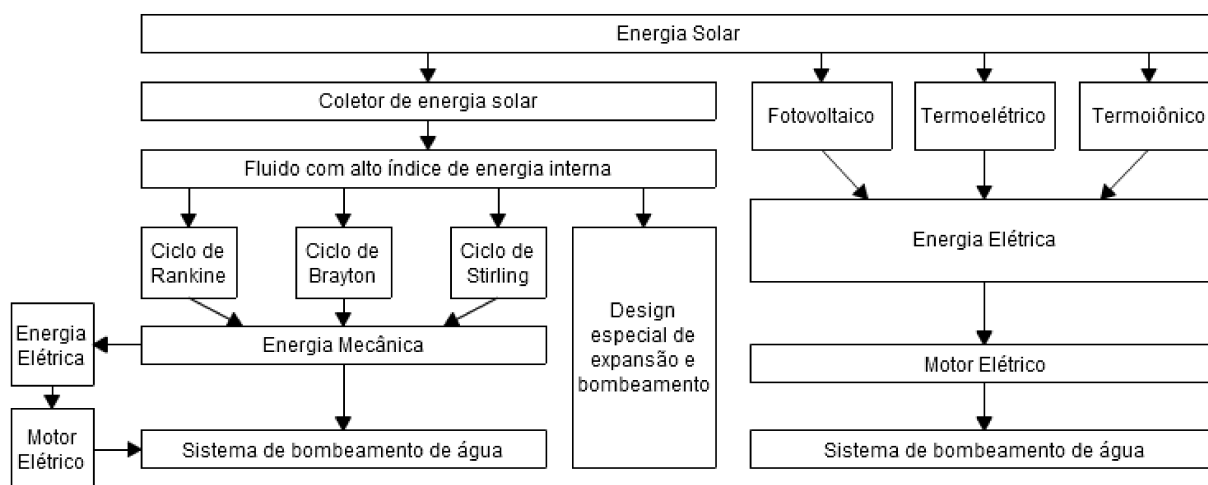 Energia Solar
Coletor de energia solar
Fotovoltaico
Termoelétrico
Termoiônico
Fluido com alto índice de energia interna
Ciclo de
Rankine
Ciclo de
Brayton
Ciclo de
Stirling
Design
especial de
expansão e
bombeamento
Energia Elétrica
Energia
Elétrica
Energia Mecânica
Motor Elétrico
Motor
Elétrico
Sistema de bombeamento de água
Sistema de bombeamento de água